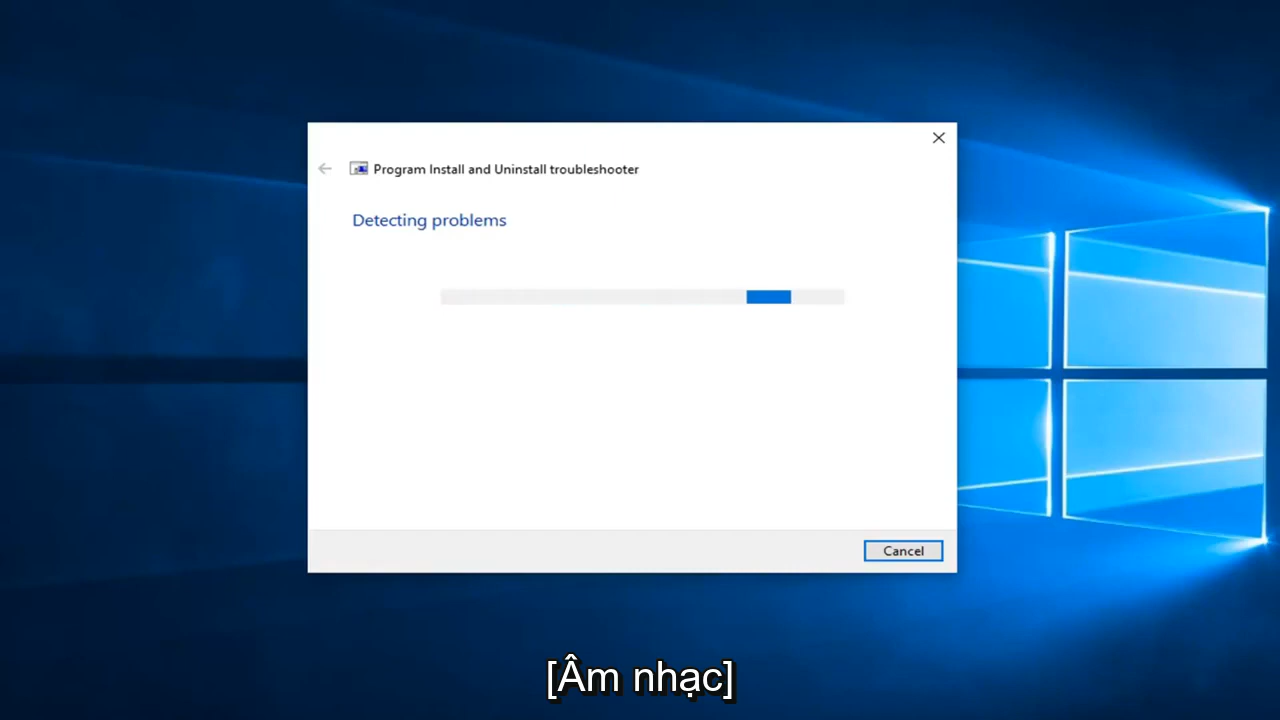 Program Install and Uninstall troubleshooter
Detecting problems
Cancel
[Âm nhạc]